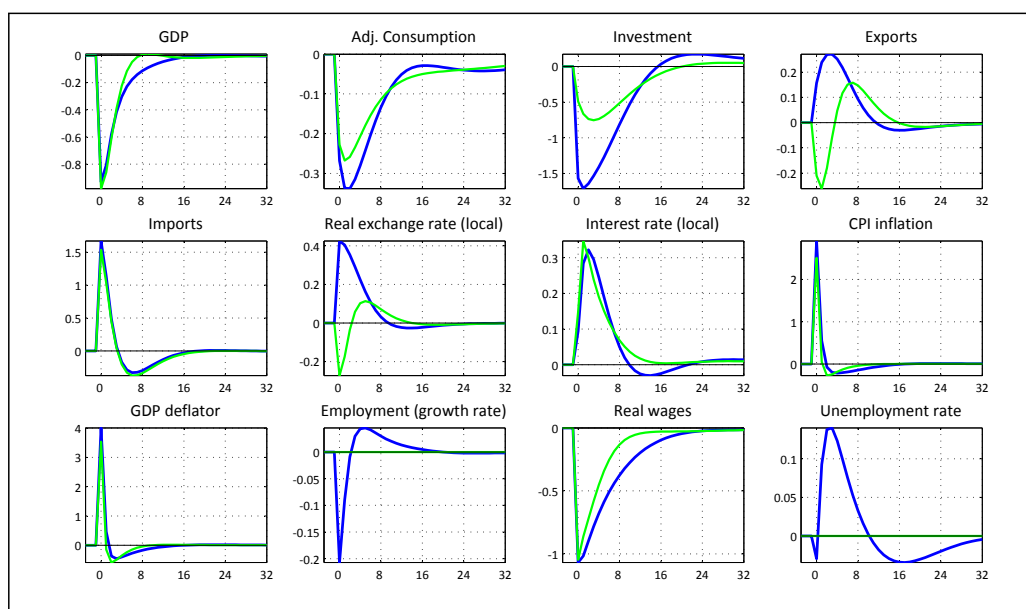 GDP
Adj. Consumption
Investment
Exports
0
-0.2
-0.4
-0.6
-0.8
0 8 16 24 32
0
-0.1
-0.2
-0.3
0 8 16 24 32
0
-0.5
-1
-1.5
0 8 16 24 32
0.2
0.1
0
-0.1
-0.2
0 8 16 24 32
Imports
Real exchange rate (local)
Interest rate (local)
CPI inflation
1.5
1
0.5
0
0 8 16 24 32
0.4
0.2
0
-0.2
0 8 16 24 32
0.3
0.2
0.1
0
0 8 16 24 32
2
1
0
0 8 16 24 32
GDP deflator
Employment (growth rate)
Real wages
Unemployment rate
4
3
2
1
0
0 8 16 24 32
0
-0.05
-0.1
-0.15
-0.2
0 8 16 24 32
0
-0.5
-1
0 8 16 24 32
0.1
0.05
0
0 8 16 24 32